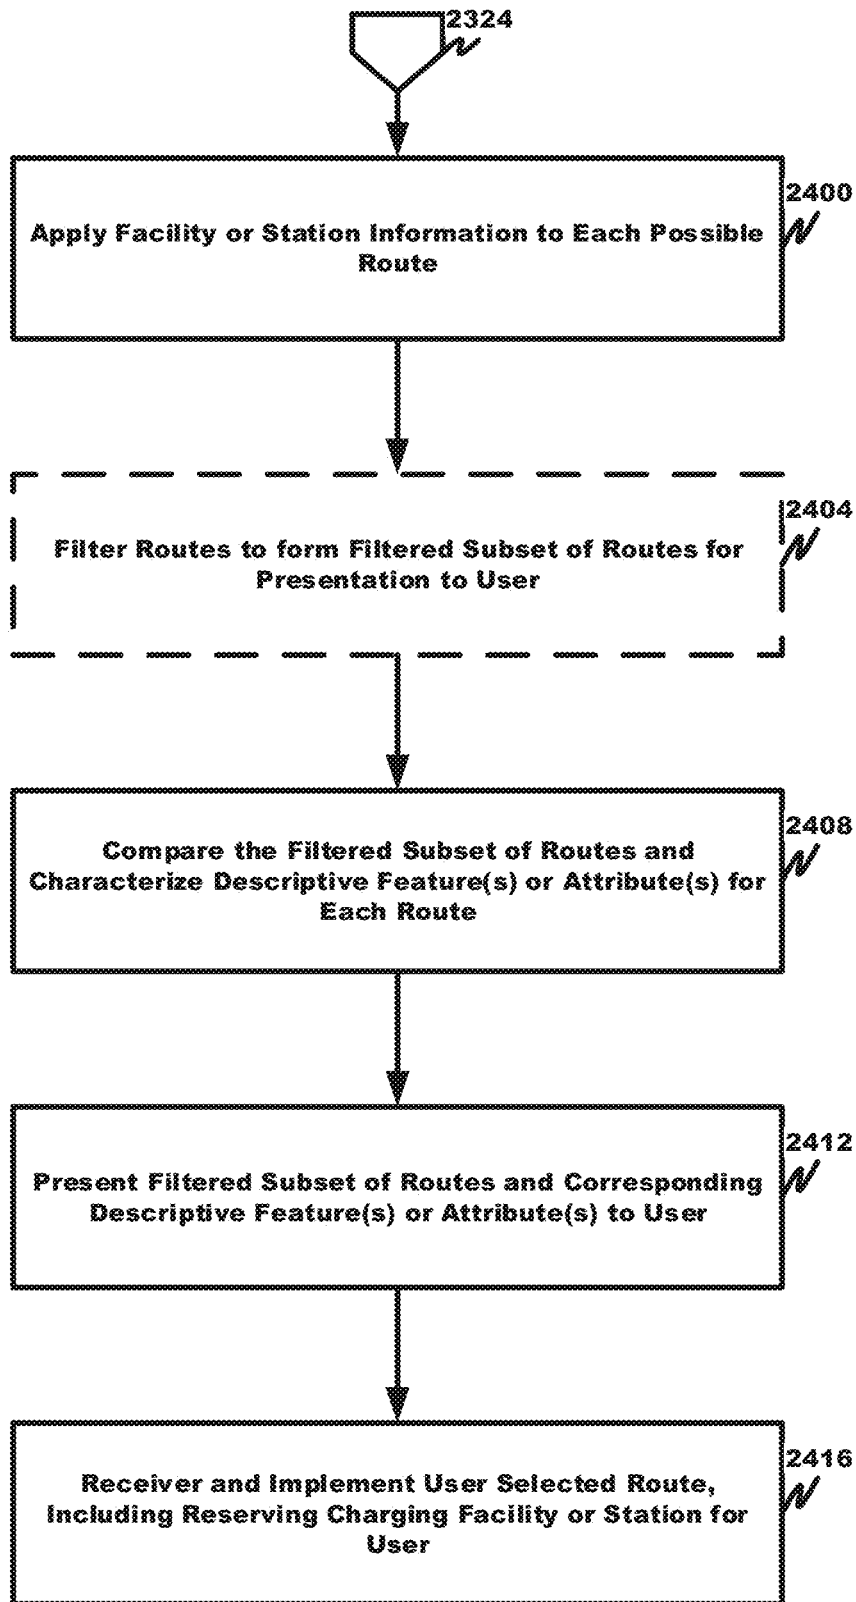 2324
2400
Apply Facility or Station Information to Each Possible
Route
2404
Filter Routes to form Filtered Subset of Routes for
Presentation to User
2408
Compare the Filtered Subset of Routes and
Characterize Descriptive Feature(s) or Attribute(s) for
Each Route
2412
Present Filtered Subset of Routes and Corresponding
Descriptive Feature(s) or Attribute(s) to User
2416
Receiver and Implement User Selected Route,
Including Reserving Charging Facility or Station for
User